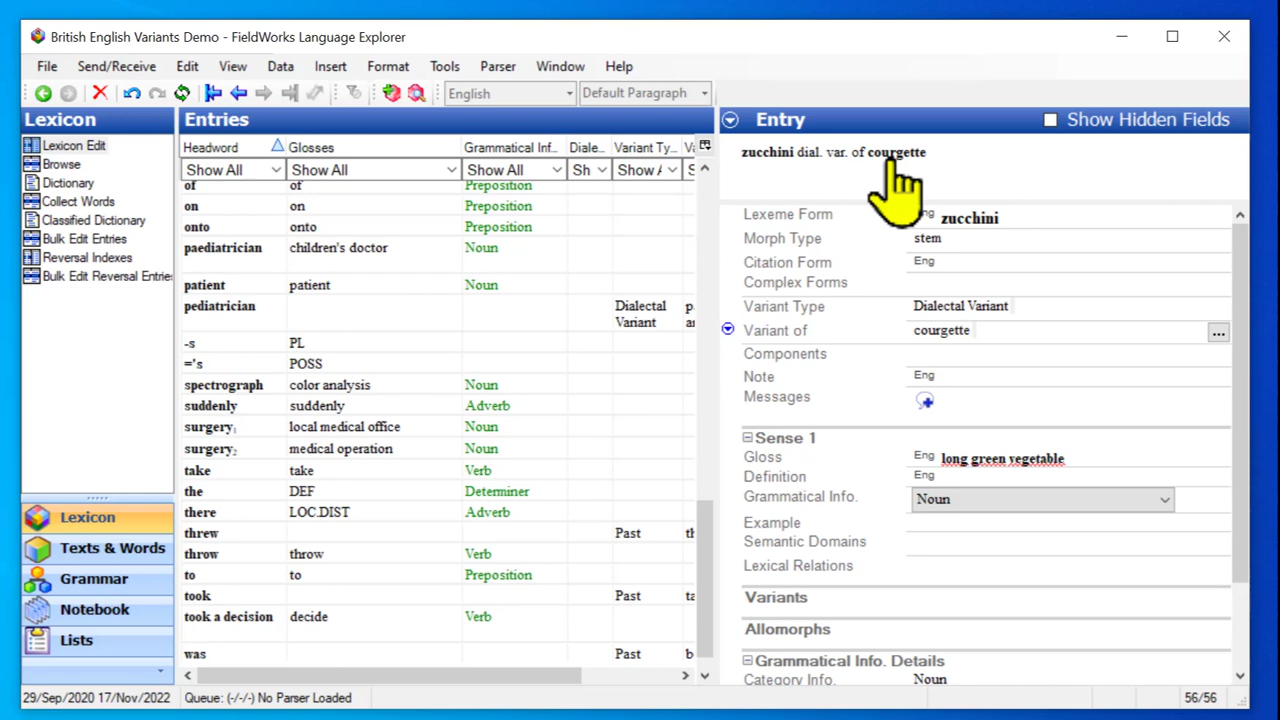 British English Variants Demo - FieldWorks Language Explorer
File Send/Receive Edit View Data Insert Format Tools Parser Window Help
English Default Paragraph
Lexicon
Lexicon Edit
Browse
Dictionary
Collect Words
Classified Dictionary
Bulk Edit Entries
Reversal Indexes
Bulk Edit Reversal Entries
Lexicon
Texts & Words
Grammar
Notebook
Lists
Entries
Headword Glosses Grammatical Inf... Diale... Variant Ty... Va
Show All Show All Show All Sh Show A S
of of Preposition
on on Preposition
onto onto Preposition
paediatrician children's doctor Noun
patient patient Noun
pediatrician Dialectal p
Variant ar
-s PL
='s POSS
spectrograph color analysis Noun
suddenly suddenly Adverb
surgery₁ local medical office Noun
surgery₂ medical operation Noun
take take Verb
the DEF Determiner
there LOC.DIST Adverb
threw Past th
throw throw Verb
to to Preposition
took Past ta
took a decision decide Verb
was Past b
Entry Show Hidden Fields
zucchini dial. var. of courgette
Lexeme Form zucchini
Morph Type stem
Citation Form Eng
Complex Forms
Variant Type Dialectal Variant
Variant of courgette ...
Components
Note Eng
Messages
Sense 1
Gloss Eng long green vegetable
Definition Eng
Grammatical Info. Noun
Example
Semantic Domains
Lexical Relations
Variants
Allomorphs
Grammatical Info. Details
Category Info. Noun
29/Sep/2020 17/Nov/2022 Queue: (-/-/-) No Parser Loaded 56/56